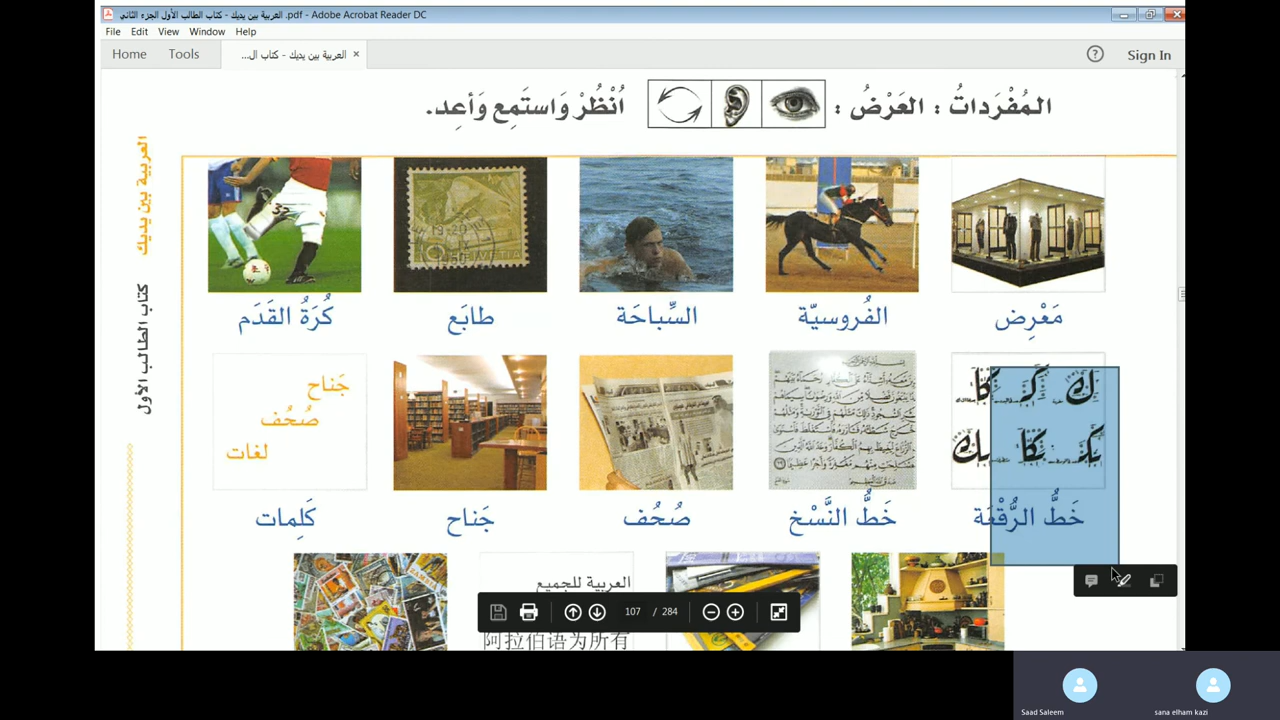 العربية بين يديك - كتاب الطالب الأول الجزء الثاني .pdf - Adobe Acrobat Reader DC
File Edit View Window Help
Home Tools العربية بين يديك - كتاب ال... × ? Sign In
المُفْرَداتُ : العَرْضُ : اُنْظُرْ وَاستَمِع وَأَعِد.
مَعْرِض الفُروسيّة السِّباحَة طابَع كُرَةُ القَدَم
جَناح
صُحُف
لغات
خَطُّ الرُّقْعَة خَطُّ النَّسْخ صُحُف جَناح كَلِمات
العربية للجميع
阿拉伯语为所有
العربية بين يديك
كتاب الطالب الأول
107 / 284
Saad Saleem sana elham kazi